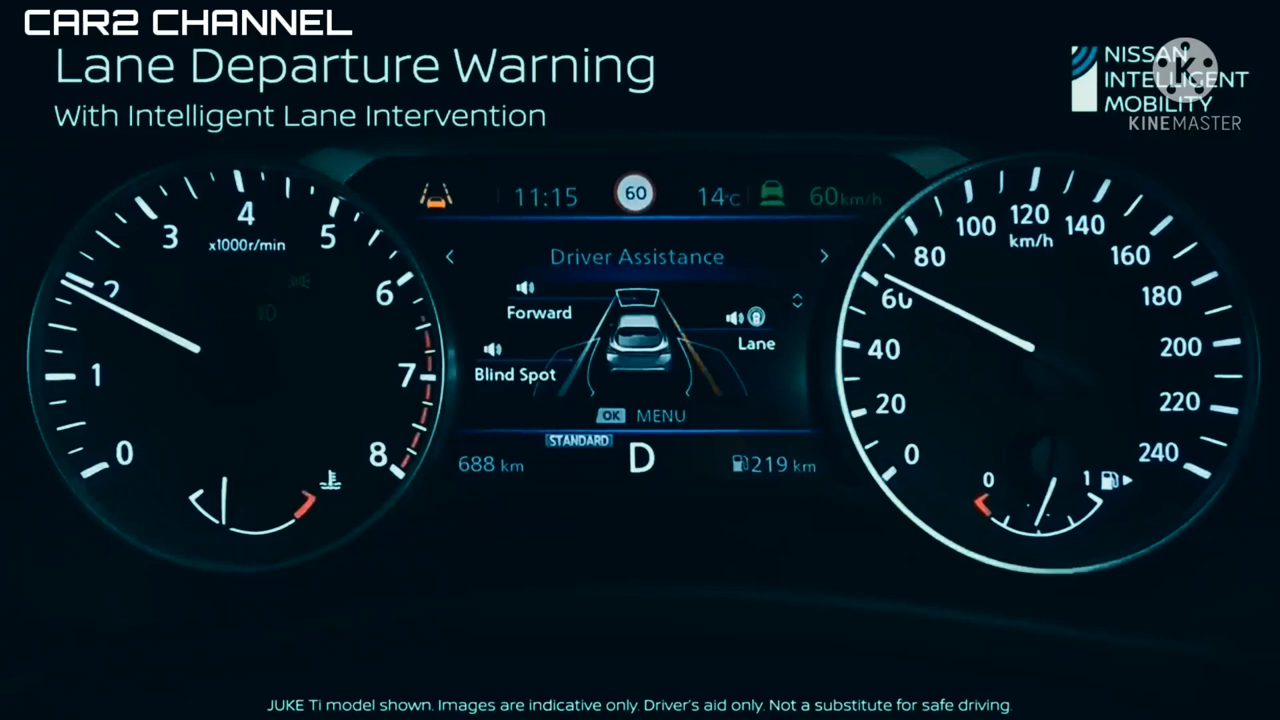 CAR2 CHANNEL
Lane Departure Warning
With Intelligent Lane Intervention
NISSAN
INTELLIGENT
MOBILITY
K
KINEMASTER
11:15
60
14°C
60km/h
Driver Assistance
Forward
Blind Spot
Lane
OK MENU
STANDARD
688 km
D
219 km
0
1
2
3
4
5
6
7
8
x1000r/min
0
20
40
60
80
100
120
140
160
180
200
220
240
km/h
0
1
JUKE Ti model shown. Images are indicative only. Driver's aid only. Not a substitute for safe driving.